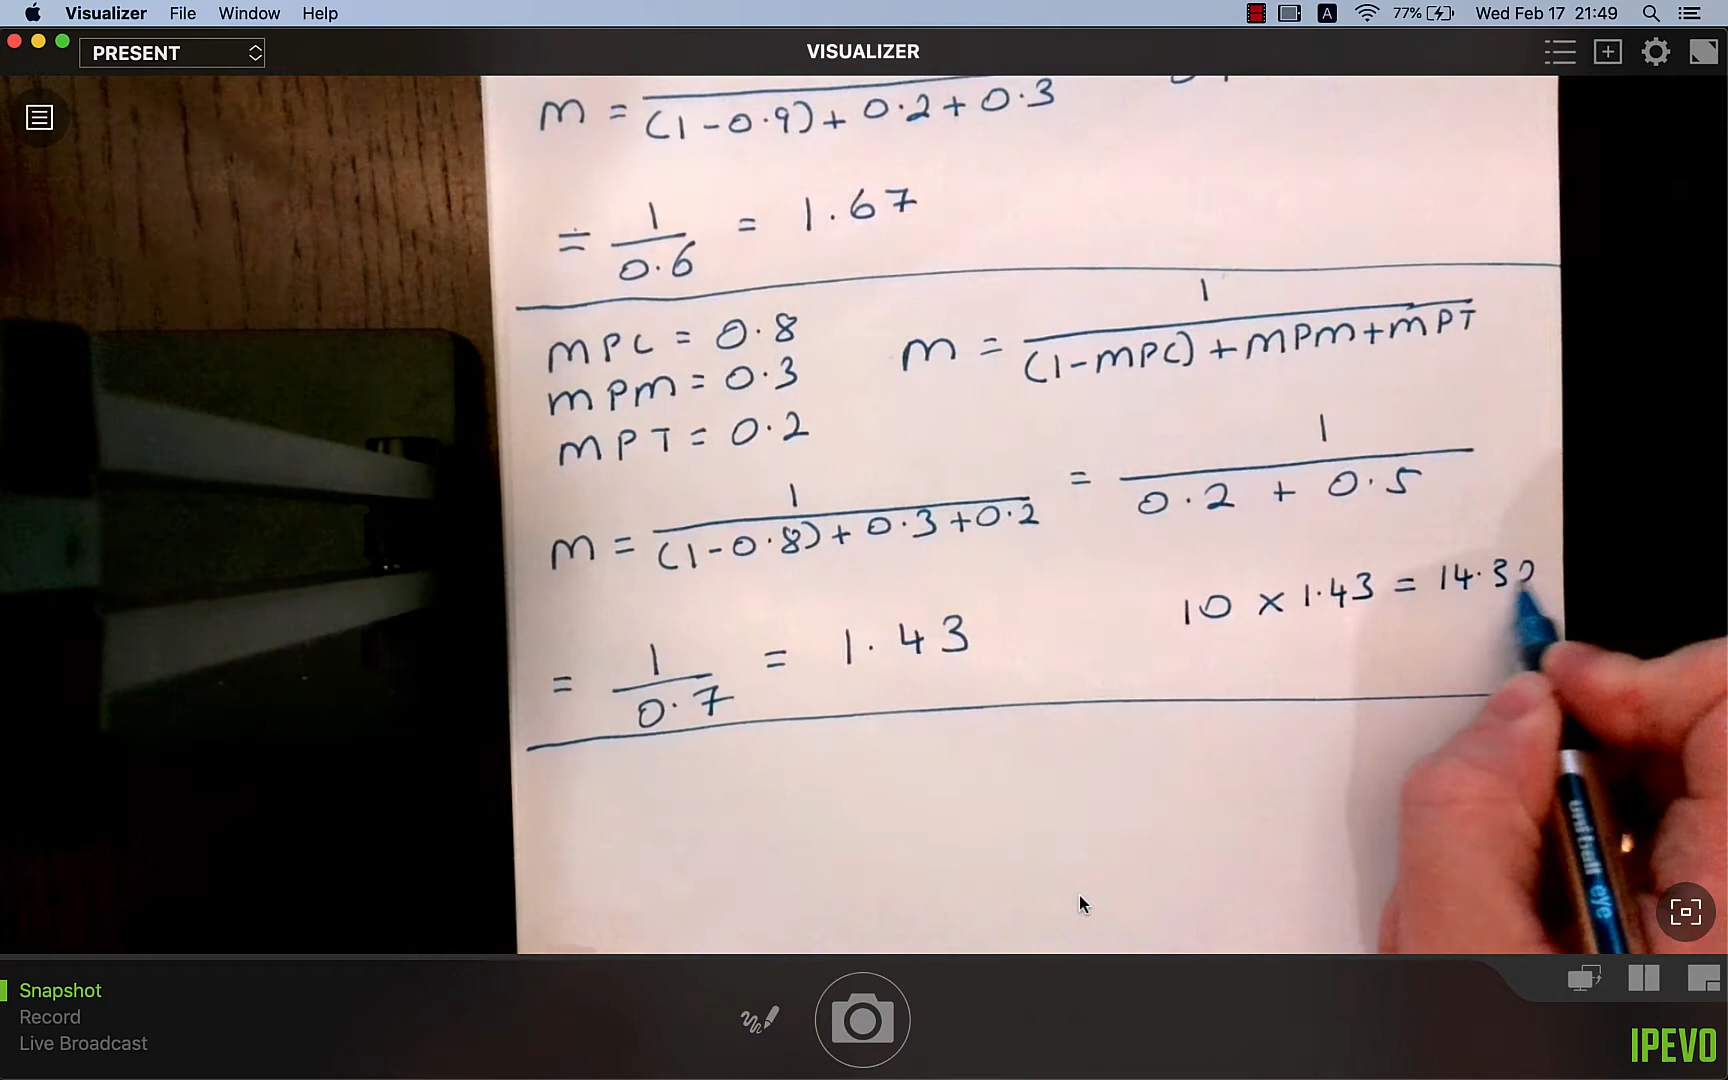 Visualizer File Window Help A 77% Wed Feb 17 21:49
PRESENT VISUALIZER
m = (1-0.9)+0.2+0.3
= 1/0.6 = 1.67
MPC = 0.8
MPM = 0.3
MPT = 0.2
m = 1/(1-MPC)+MPM+MPT
m = 1/(1-0.8)+0.3+0.2 = 1/0.2 + 0.5
= 1/0.7 = 1.43
10 x 1.43 = 14.30
uniball eye
Snapshot
Record
Live Broadcast
IPEVO